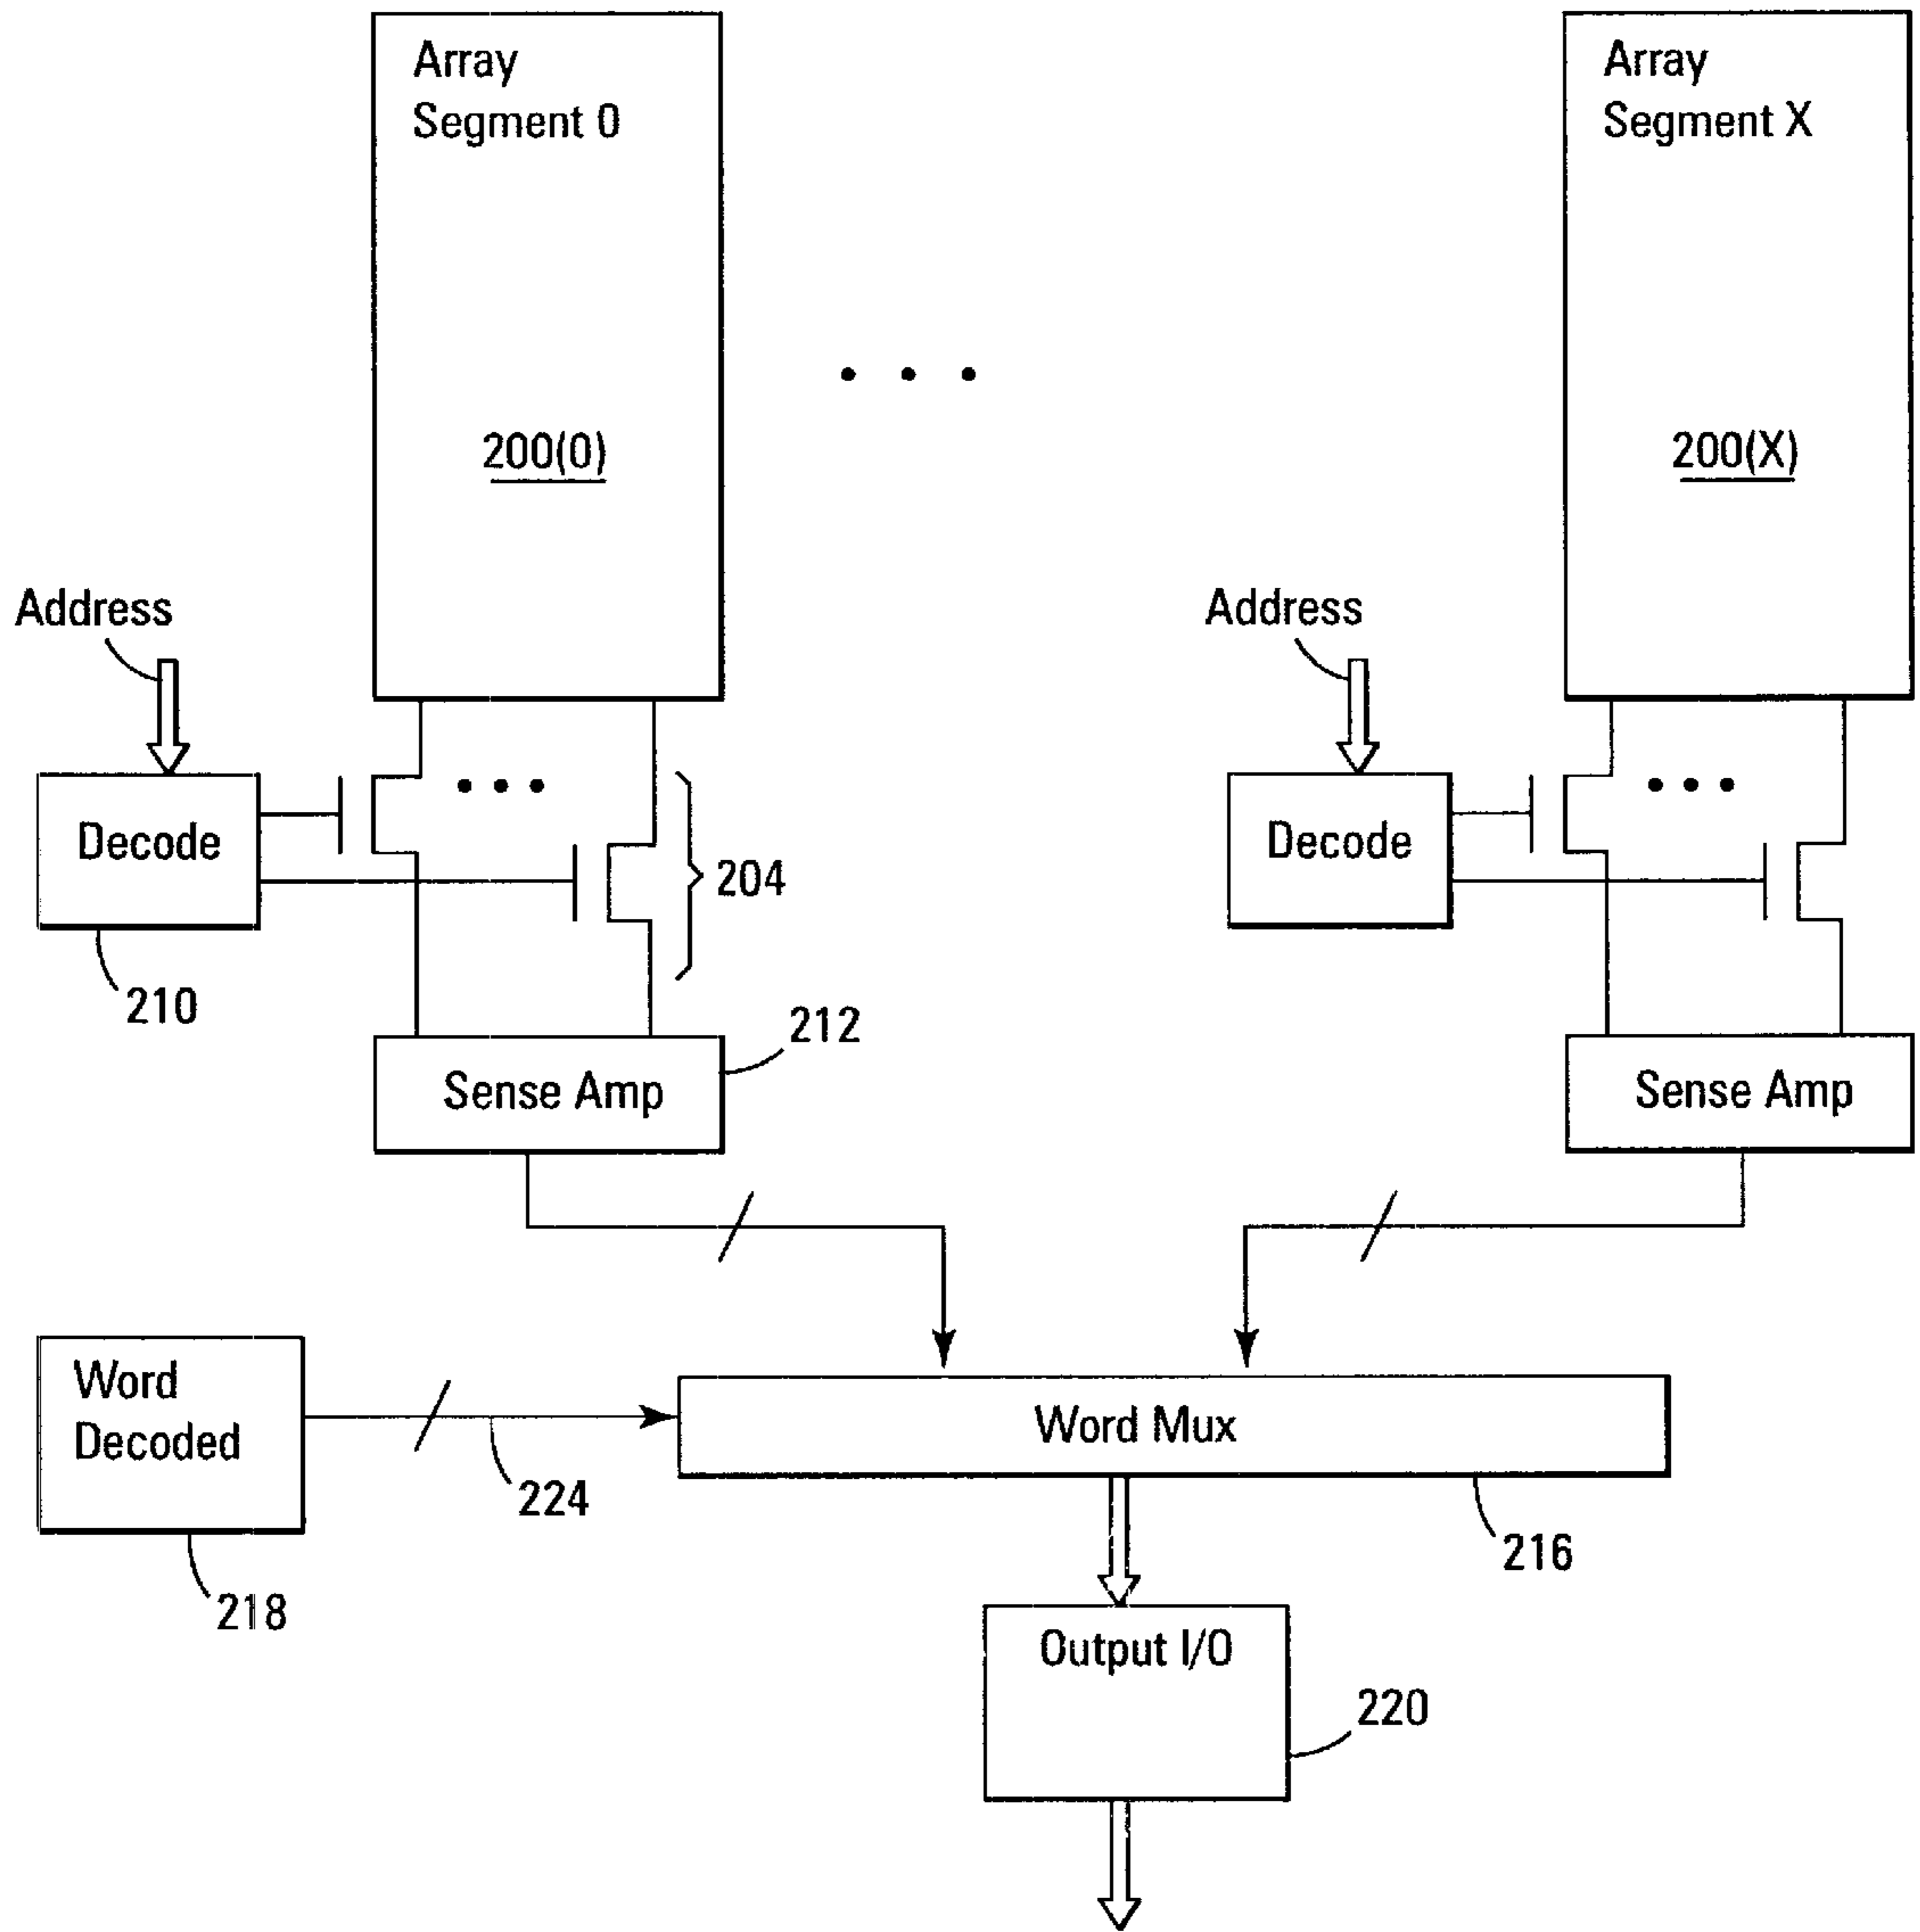 Array
Segment 0
200(0)
Array
Segment X
200(X)
Address
Address
Decode
Decode
204
210
212
Sense Amp
Sense Amp
Word
Decoded
Word Mux
224
216
218
Output I/O
220